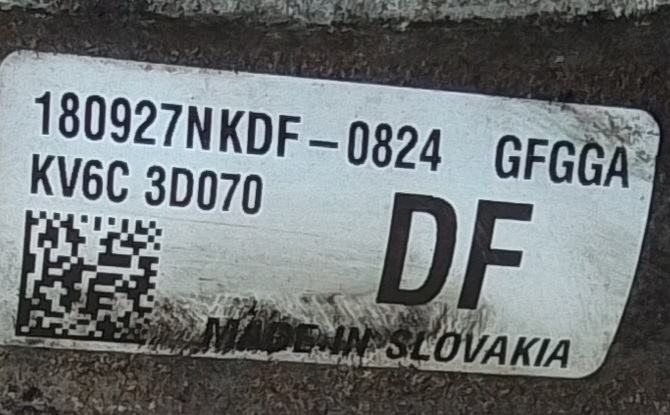 180927NKDF-0824 GFGGA
KV6C 3D070
DF
MADE IN SLOVAKIA